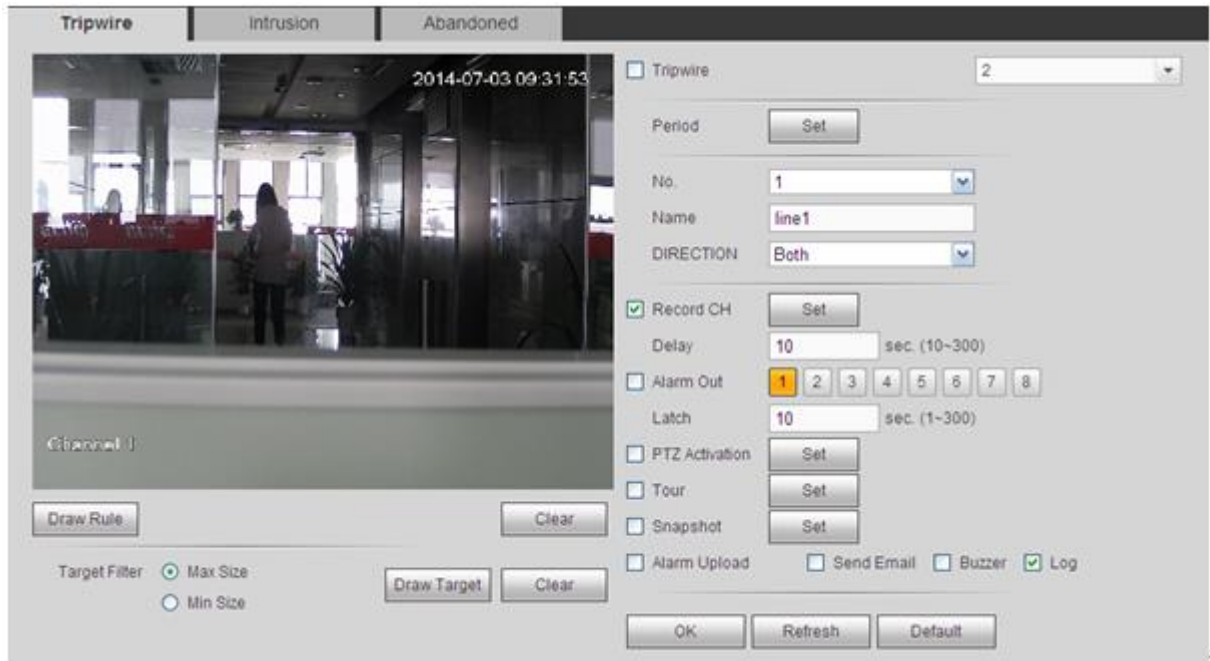 Tripwire Intrusion Abandoned
2014-07-03 09:31:53
Channel 1
Draw Rule Clear
Target Filter Max Size
Min Size
Draw Target Clear
Tripwire 2
Period Set
No. 1
Name line1
DIRECTION Both
Record CH Set
Delay 10 sec. (10~300)
Alarm Out 1 2 3 4 5 6 7 8
Latch 10 sec. (1~300)
PTZ Activation Set
Tour Set
Snapshot Set
Alarm Upload Send Email Buzzer Log
OK Refresh Default